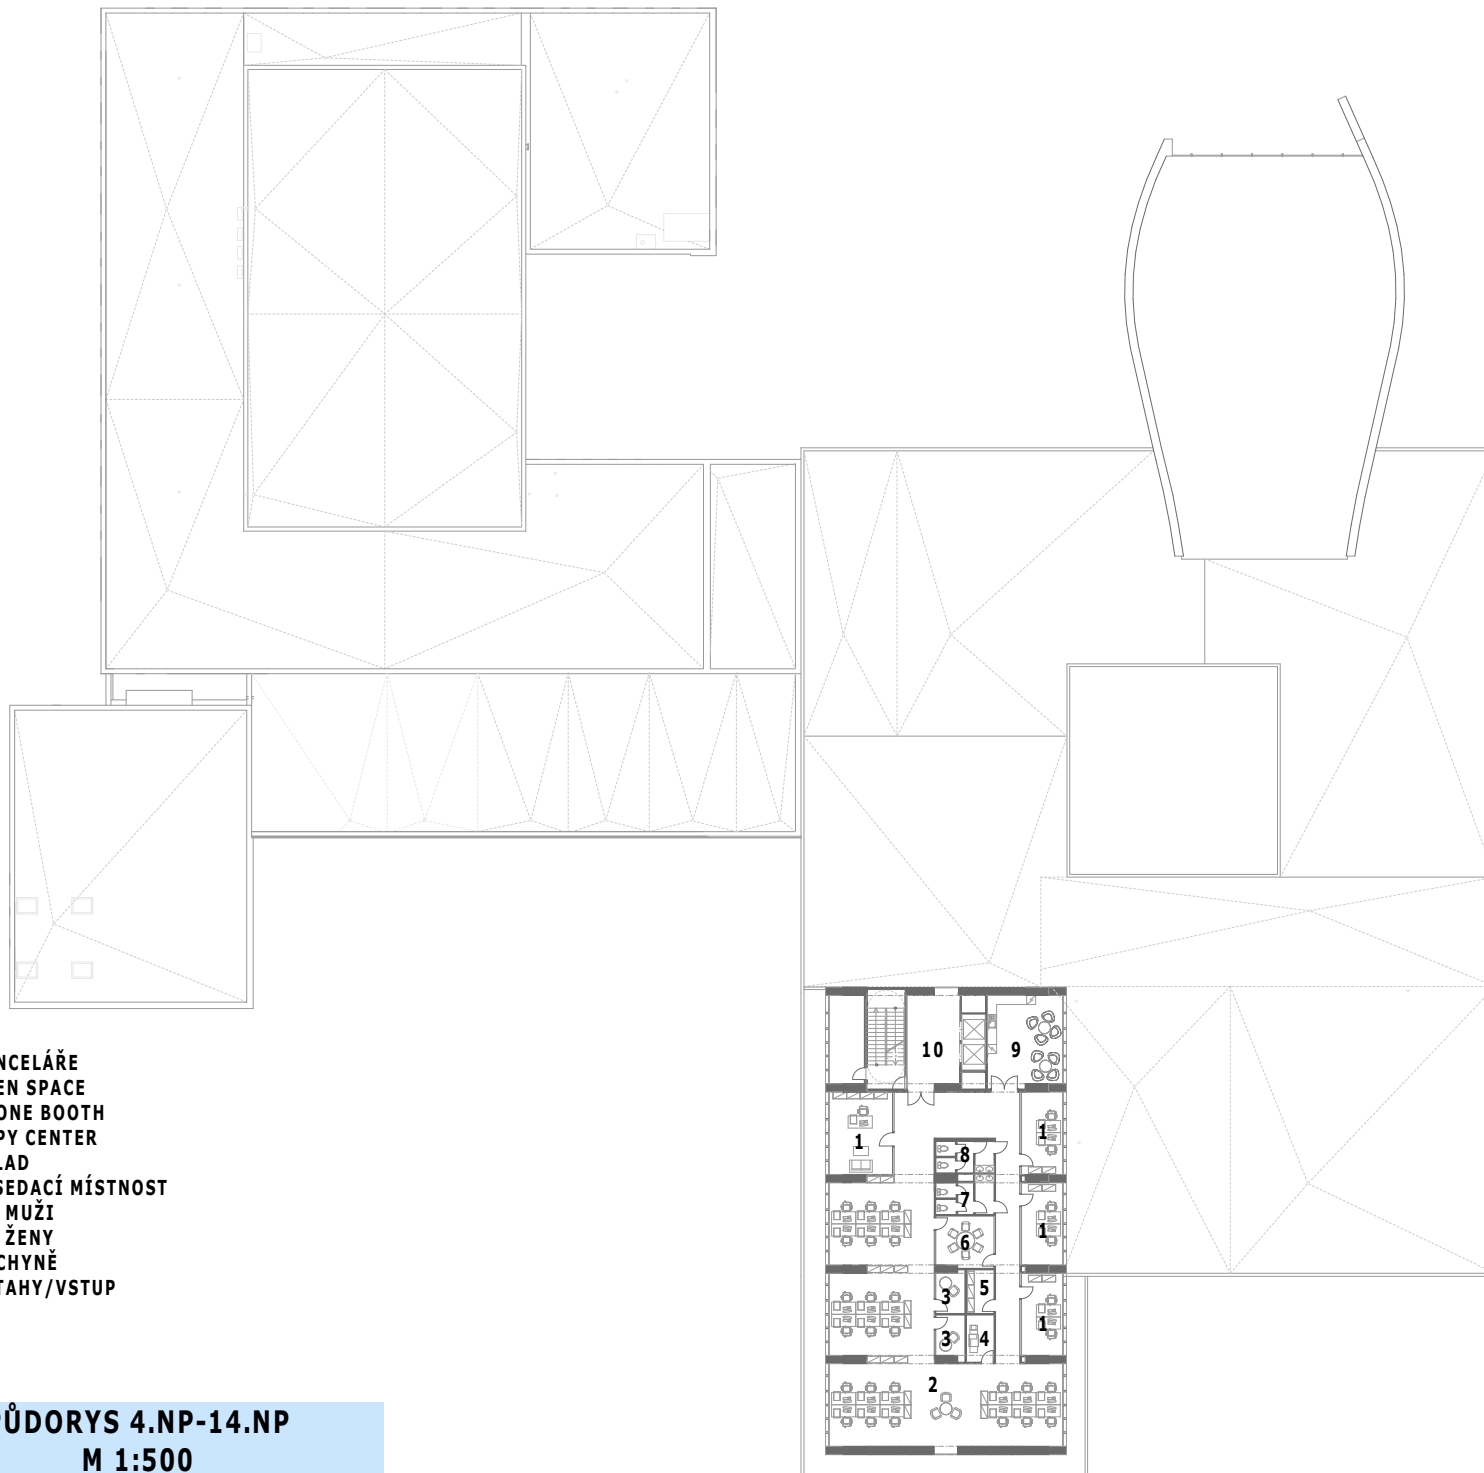 10
9
1
1
8
7
1
6
5
3
1
3
4
2
NCELÁŘE
EN SPACE
ONE BOOTH
PY CENTER
LAD
SEDACÍ MÍSTNOST
MUŽI
ŽENY
CHYNĚ
TAHY/VSTUP
PŮDORYS 4.NP-14.NP
M 1:500